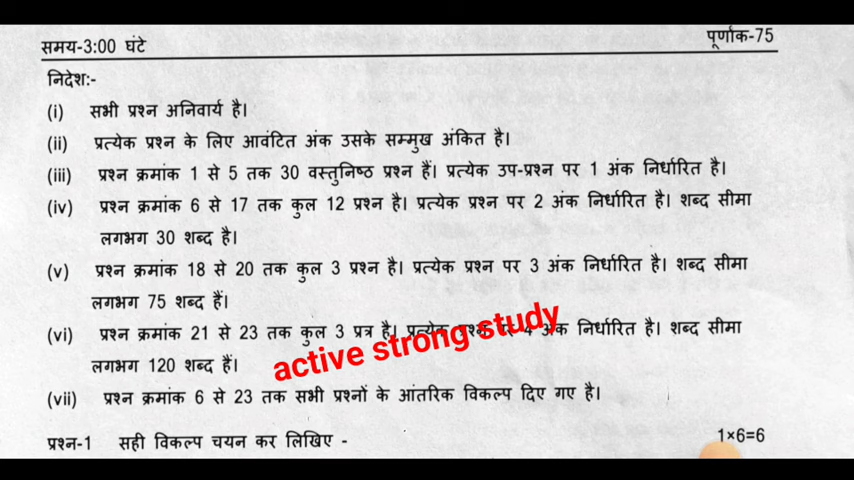 समय-3:00 घंटे
पूर्णांक-75
निर्देश:-
(i) सभी प्रश्न अनिवार्य है।
(ii) प्रत्येक प्रश्न के लिए आवंटित अंक उसके सम्मुख अंकित है।
(iii) प्रश्न क्रमांक 1 से 5 तक 30 वस्तुनिष्ठ प्रश्न हैं। प्रत्येक उप-प्रश्न पर 1 अंक निर्धारित है।
(iv) प्रश्न क्रमांक 6 से 17 तक कुल 12 प्रश्न है। प्रत्येक प्रश्न पर 2 अंक निर्धारित है। शब्द सीमा
लगभग 30 शब्द है।
(v) प्रश्न क्रमांक 18 से 20 तक कुल 3 प्रश्न है। प्रत्येक प्रश्न पर 3 अंक निर्धारित है। शब्द सीमा
लगभग 75 शब्द हैं।
(vi) प्रश्न क्रमांक 21 से 23 तक कुल 3 प्रत्र है। प्रत्येक प्रश्न पर 4 अंक निर्धारित है। शब्द सीमा
लगभग 120 शब्द हैं।
active strong study
(vii) प्रश्न क्रमांक 6 से 23 तक सभी प्रश्नों के आंतरिक विकल्प दिए गए है।
प्रश्न-1 सही विकल्प चयन कर लिखिए - 1×6=6